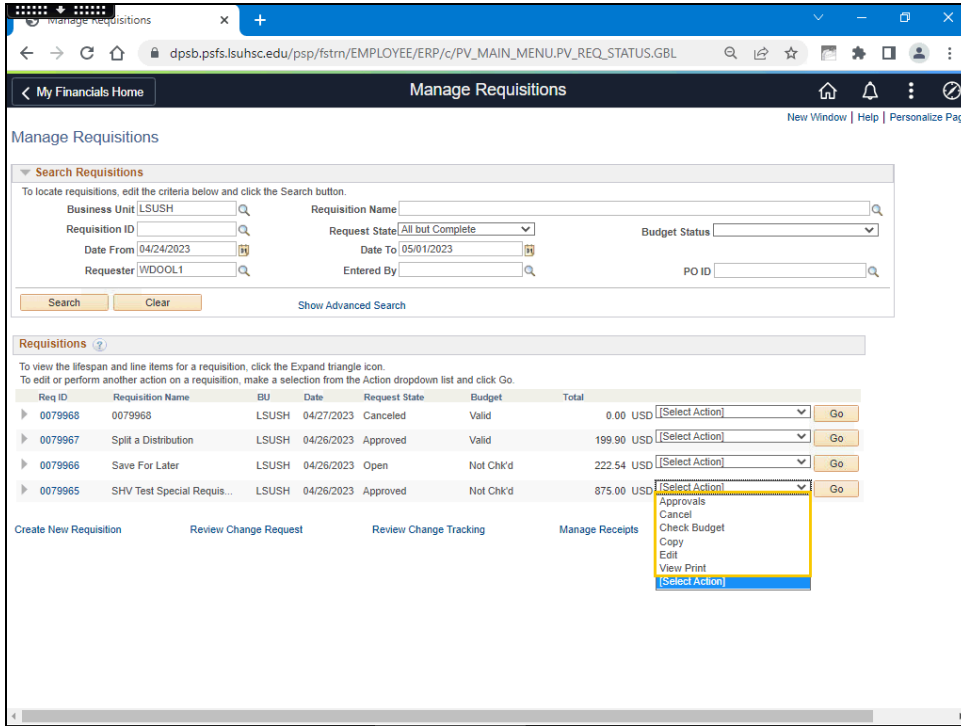 Manage Requisitions
dpsb.psfs.lsuhsc.edu/psp/fstrn/EMPLOYEE/ERP/c/PV_MAIN_MENU.PV_REQ_STATUS.GBL
My Financials Home Manage Requisitions
New Window | Help | Personalize Pag
Manage Requisitions
Search Requisitions
To locate requisitions, edit the criteria below and click the Search button.
Business Unit LSUSH Requisition Name
Requisition ID Request State All but Complete Budget Status
Date From 04/24/2023 Date To 05/01/2023
Requester WDOOL1 Entered By PO ID
Search Clear Show Advanced Search
Requisitions ?
To view the lifespan and line items for a requisition, click the Expand triangle icon.
To edit or perform another action on a requisition, make a selection from the Action dropdown list and click Go.
Req ID Requisition Name BU Date Request State Budget Total
0079968 0079968 LSUSH 04/27/2023 Canceled Valid 0.00 USD [Select Action] Go
0079967 Split a Distribution LSUSH 04/26/2023 Approved Valid 199.90 USD [Select Action] Go
0079966 Save For Later LSUSH 04/26/2023 Open Not Chk'd 222.54 USD [Select Action] Go
0079965 SHV Test Special Requis... LSUSH 04/26/2023 Approved Not Chk'd 875.00 USD [Select Action] Go
Approvals
Cancel
Create New Requisition Review Change Request Review Change Tracking Manage Receipts Check Budget
Copy
Edit
View Print
[Select Action]